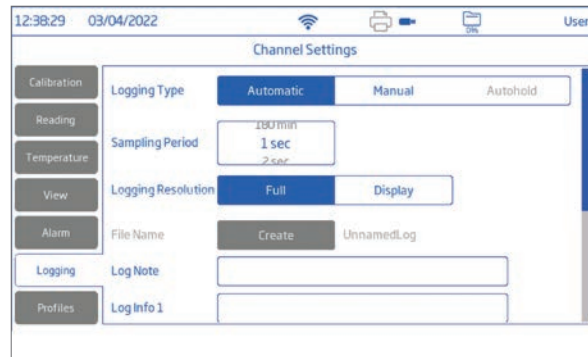 12:38:29 03/04/2022 0% User
Channel Settings
Calibration
Logging Type Automatic Manual Autohold
Reading
180 min
Sampling Period 1 sec
Temperature
2 sec
View
Logging Resolution Full Display
Alarm
File Name Create UnnamedLog
Logging
Log Note
Profiles
Log Info 1